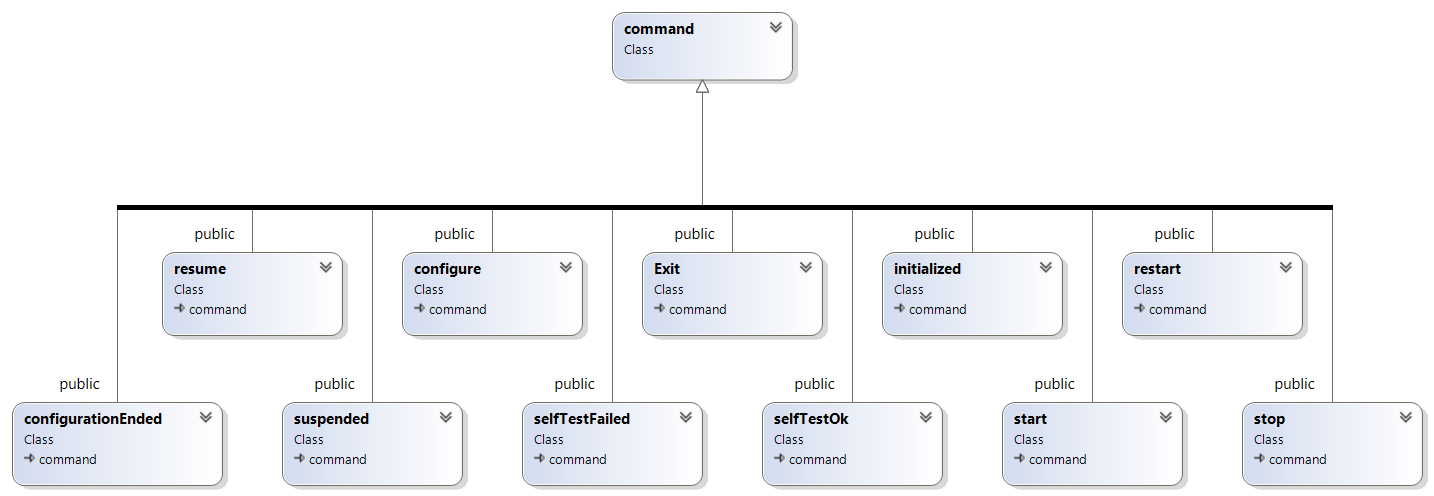 command
Class
public
public
public
public
public
resume
Class
command
configure
Class
command
Exit
Class
command
initialized
Class
command
restart
Class
command
public
public
public
public
public
public
configurationEnded
Class
command
suspended
Class
command
selfTestFailed
Class
command
selfTestOk
Class
command
start
Class
command
stop
Class
command